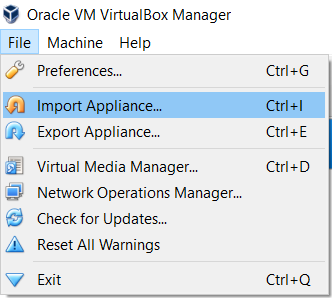 Oracle VM VirtualBox Manager
File Machine Help
Preferences... Ctrl+G
Import Appliance... Ctrl+I
Export Appliance... Ctrl+E
Virtual Media Manager... Ctrl+D
Network Operations Manager...
Check for Updates...
Reset All Warnings
Exit Ctrl+Q